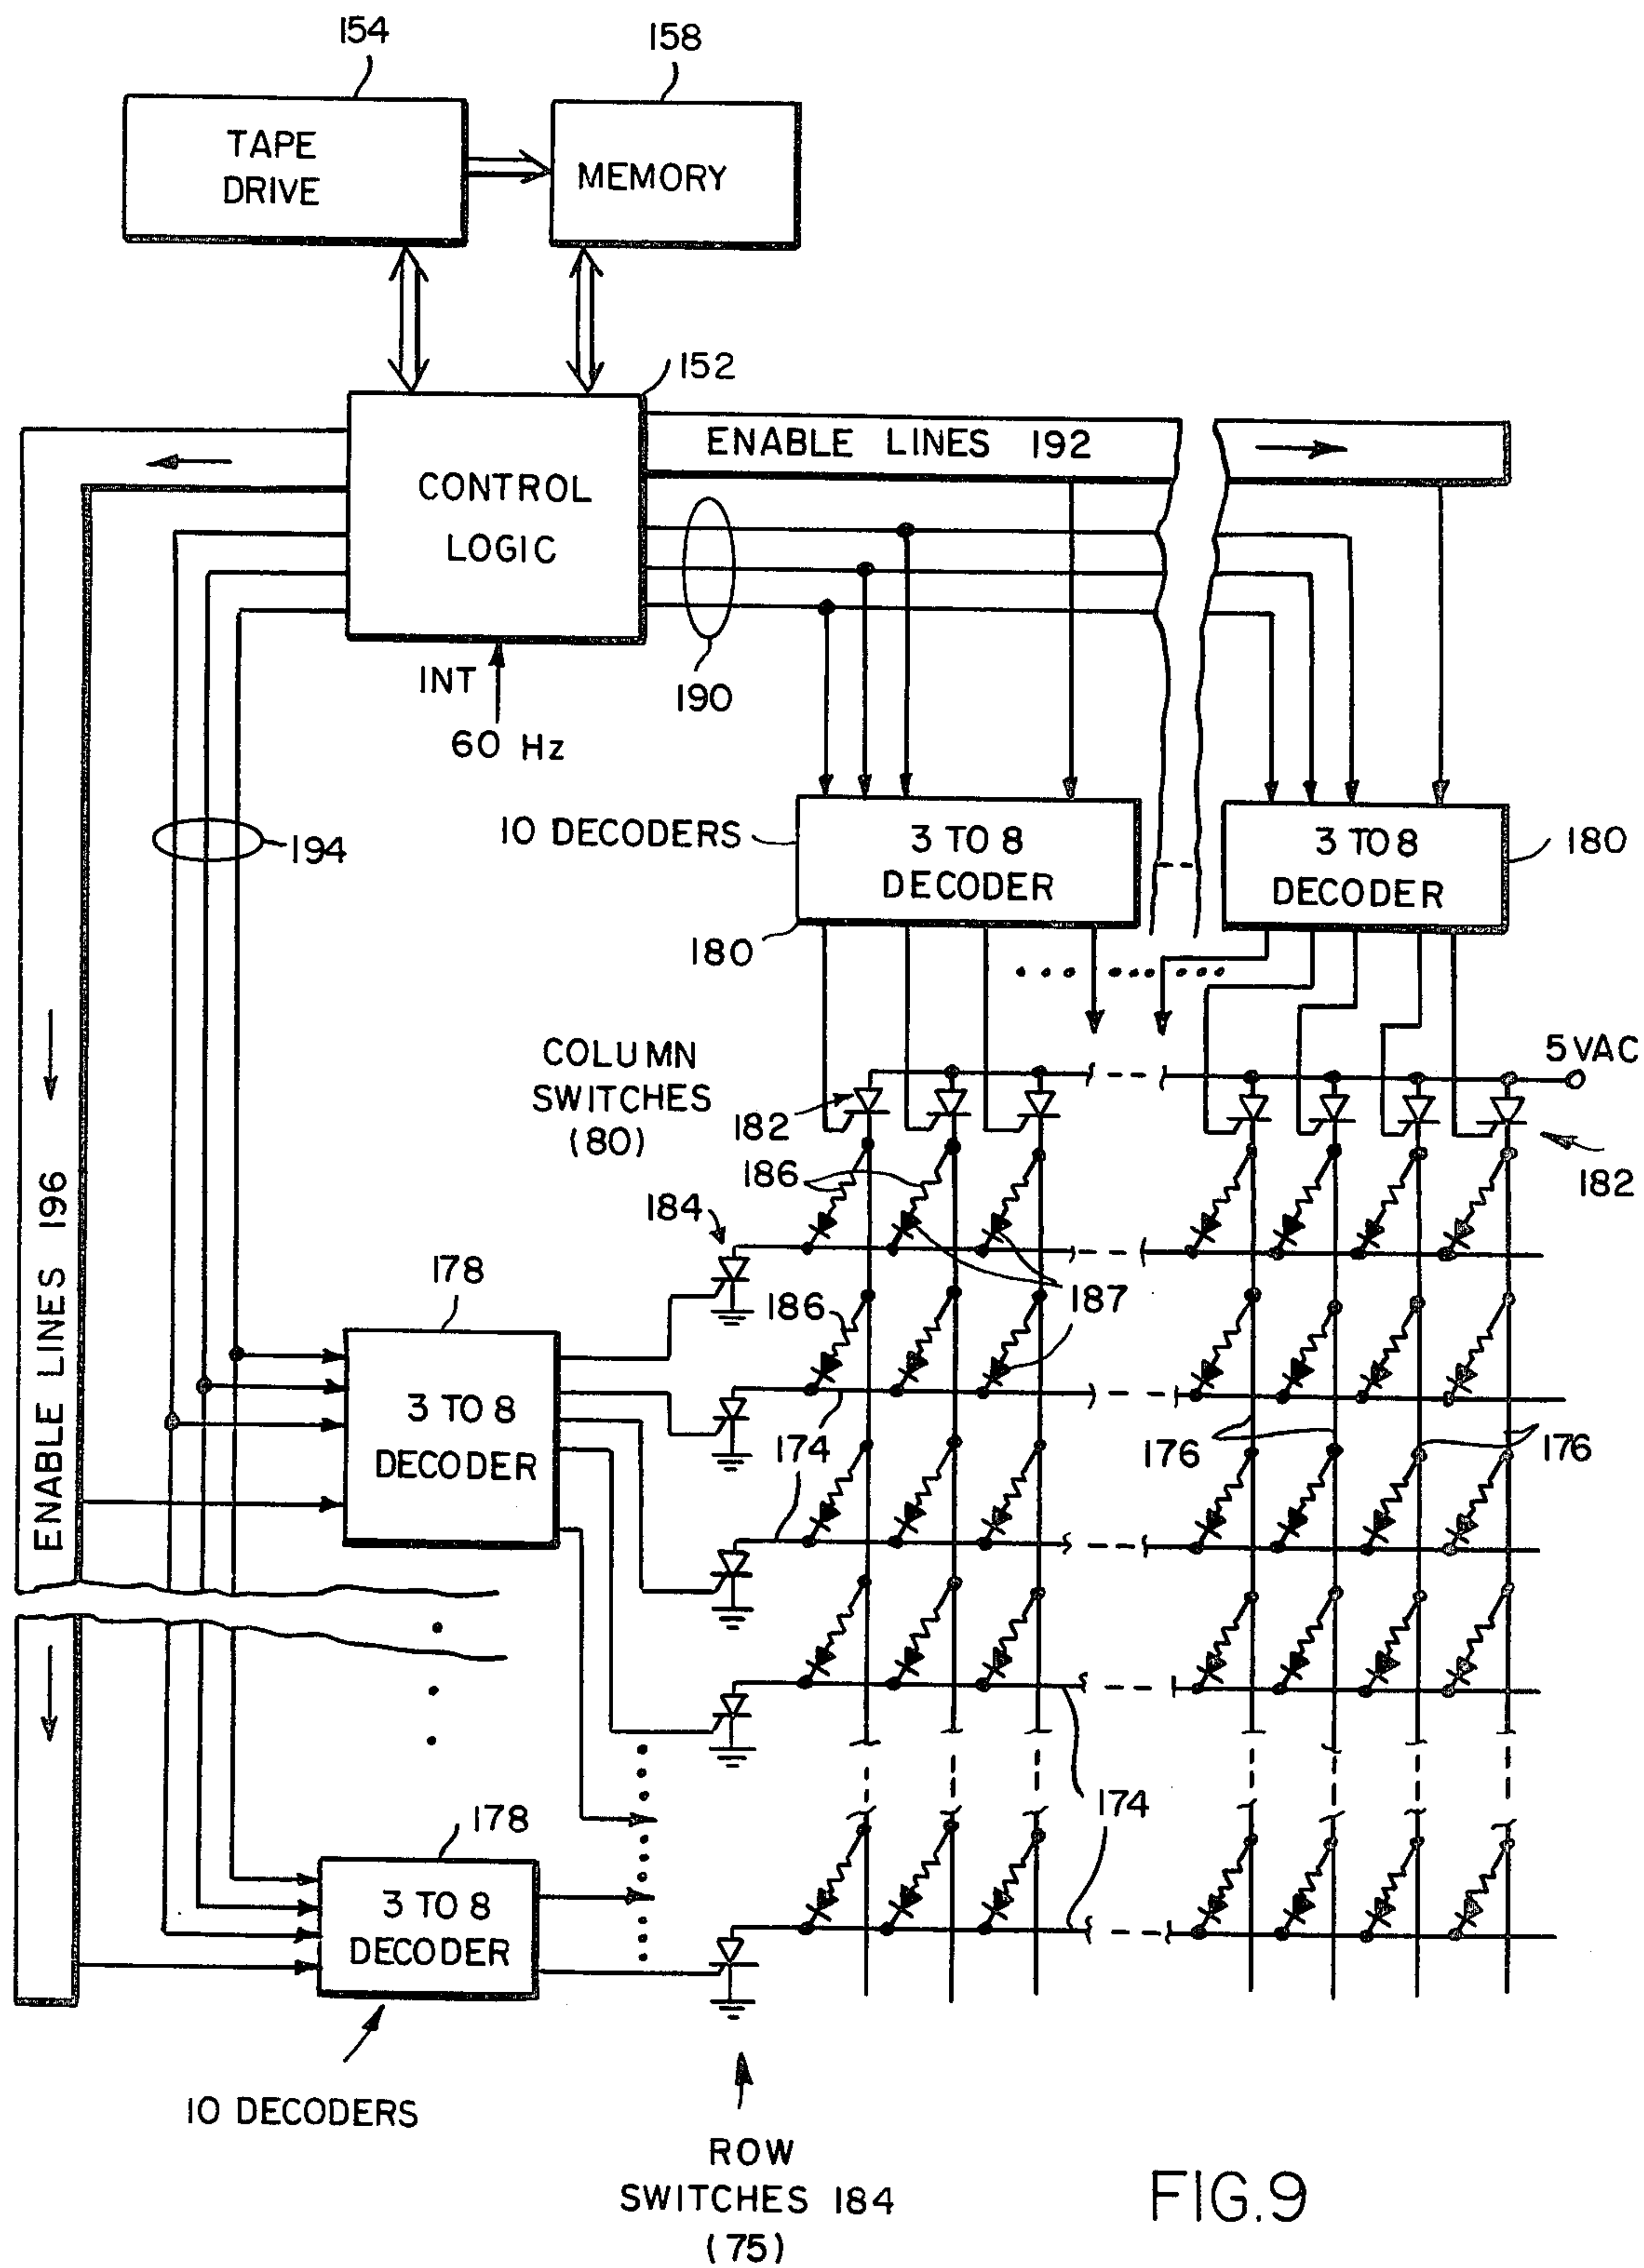 154
158
TAPE
DRIVE
MEMORY
152
ENABLE LINES 192
CONTROL
LOGIC
190
INT
60 Hz
194
10 DECODERS
3 TO 8
DECODER
3 TO 8
DECODER
180
180
COLUMN
SWITCHES
(80)
5VAC
182
182
186
184
ENABLE LINES 196
178
186
187
3 TO 8
DECODER
174
176
176
174
178
3 TO 8
DECODER
10 DECODERS
ROW
SWITCHES 184
(75)
FIG.9